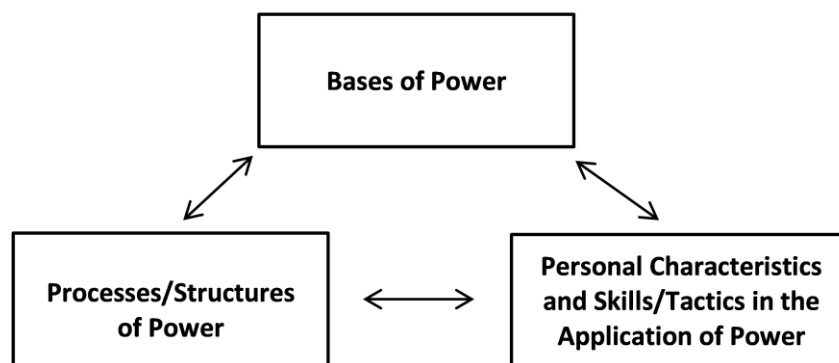 Bases of Power
Processes/Structures
of Power
Personal Characteristics
and Skills/Tactics in the
Application of Power